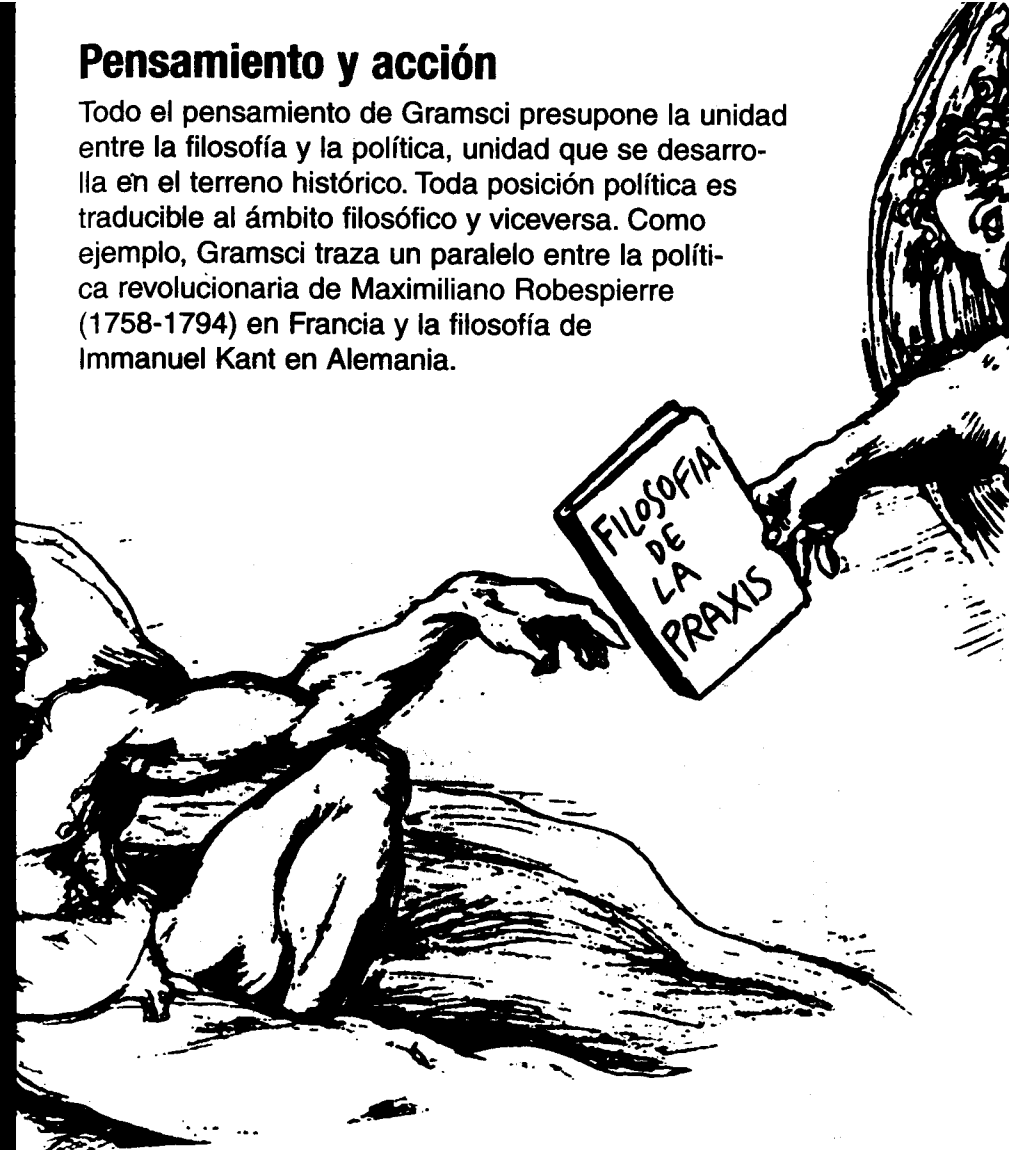 Pensamiento y acción
Todo el pensamiento de Gramsci presupone la unidad
entre la filosofía y la política, unidad que se desarro-
lla en el terreno histórico. Toda posición política es
traducible al ámbito filosófico y viceversa. Como
ejemplo, Gramsci traza un paralelo entre la políti-
ca revolucionaria de Maximiliano Robespierre
(1758-1794) en Francia y la filosofía de
Immanuel Kant en Alemania.
FILOSOFIA
DE
LA
PRAXIS